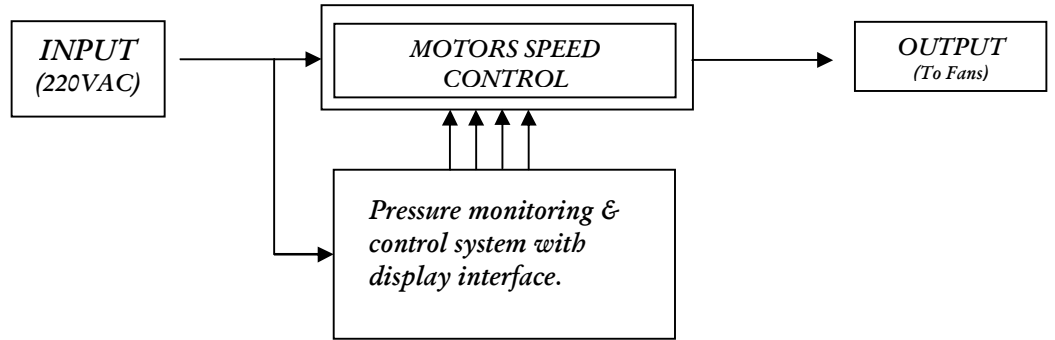 INPUT
(220VAC)
MOTORS SPEED
CONTROL
OUTPUT
(To Fans)
Pressure monitoring &
control system with
display interface.